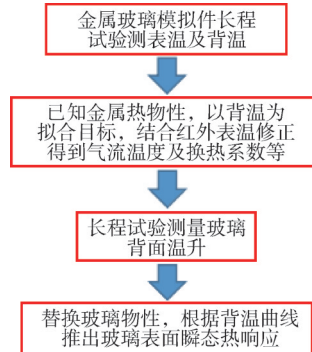 金属玻璃模拟件长程
试验测表温及背温
已知金属热物性，以背温为
拟合目标，结合红外表温修正
得到气流温度及换热系数等
长程试验测量玻璃
背面温升
替换玻璃物性，根据背温曲线
推出玻璃表面瞬态热响应